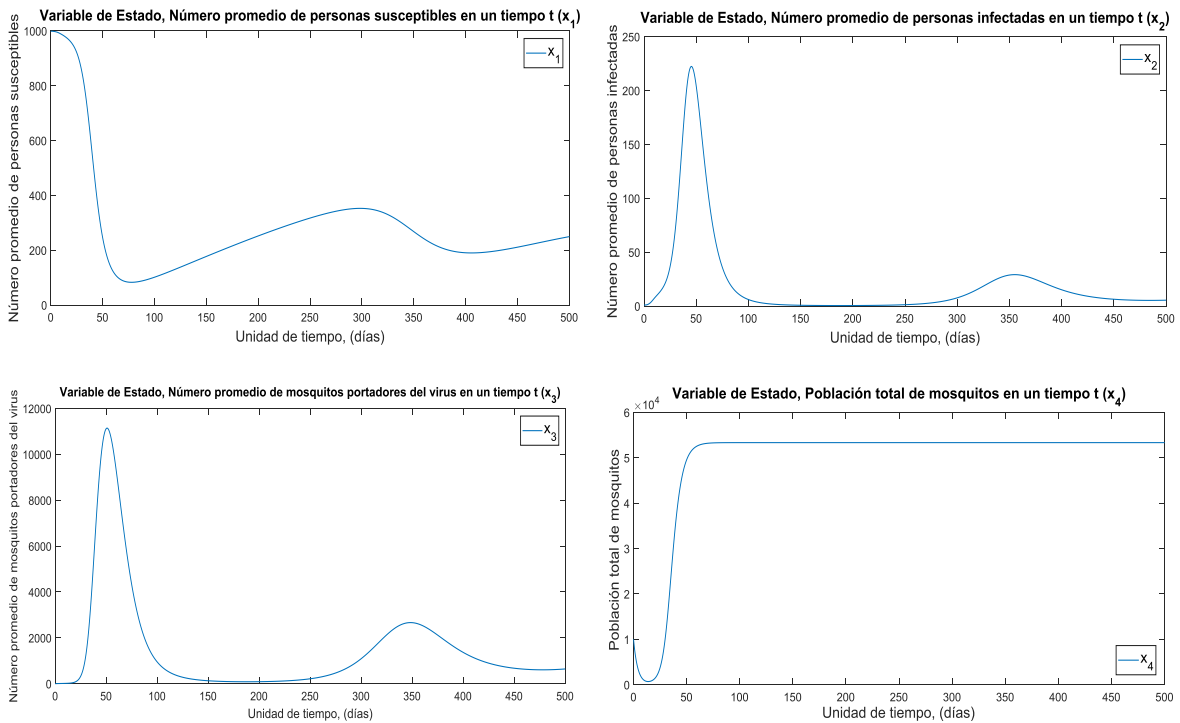 Variable de Estado, Número promedio de personas susceptibles en un tiempo t (x1)
Número promedio de personas susceptibles
1000
800
600
400
200
0
x1
0 50 100 150 200 250 300 350 400 450 500
Unidad de tiempo, (días)
Variable de Estado, Número promedio de personas infectadas en un tiempo t (x2)
Número promedio de personas infectadas
250
200
150
100
50
0
x2
0 50 100 150 200 250 300 350 400 450 500
Unidad de tiempo, (días)
Variable de Estado, Número promedio de mosquitos portadores del virus en un tiempo t (x3)
Número promedio de mosquitos portadores del virus
12000
10000
8000
6000
4000
2000
0
x3
0 50 100 150 200 250 300 350 400 450 500
Unidad de tiempo, (días)
Variable de Estado, Población total de mosquitos en un tiempo t (x4)
×10^4
Población total de mosquitos
6
5
4
3
2
1
0
x4
0 50 100 150 200 250 300 350 400 450 500
Unidad de tiempo, (días)